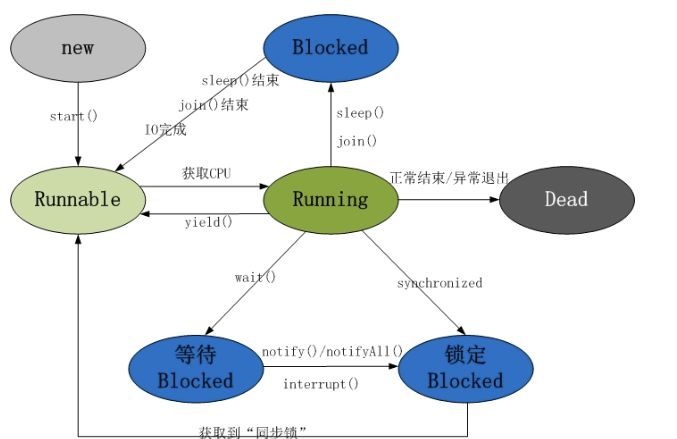 new
Blocked
sleep()结束
join()结束
IO完成
start()
sleep()
join()
获取CPU
正常结束/异常退出
Runnable
Running
Dead
yield()
wait()
synchronized
等待
Blocked
notify()/notifyAll()
interrupt()
锁定
Blocked
获取到“同步锁”